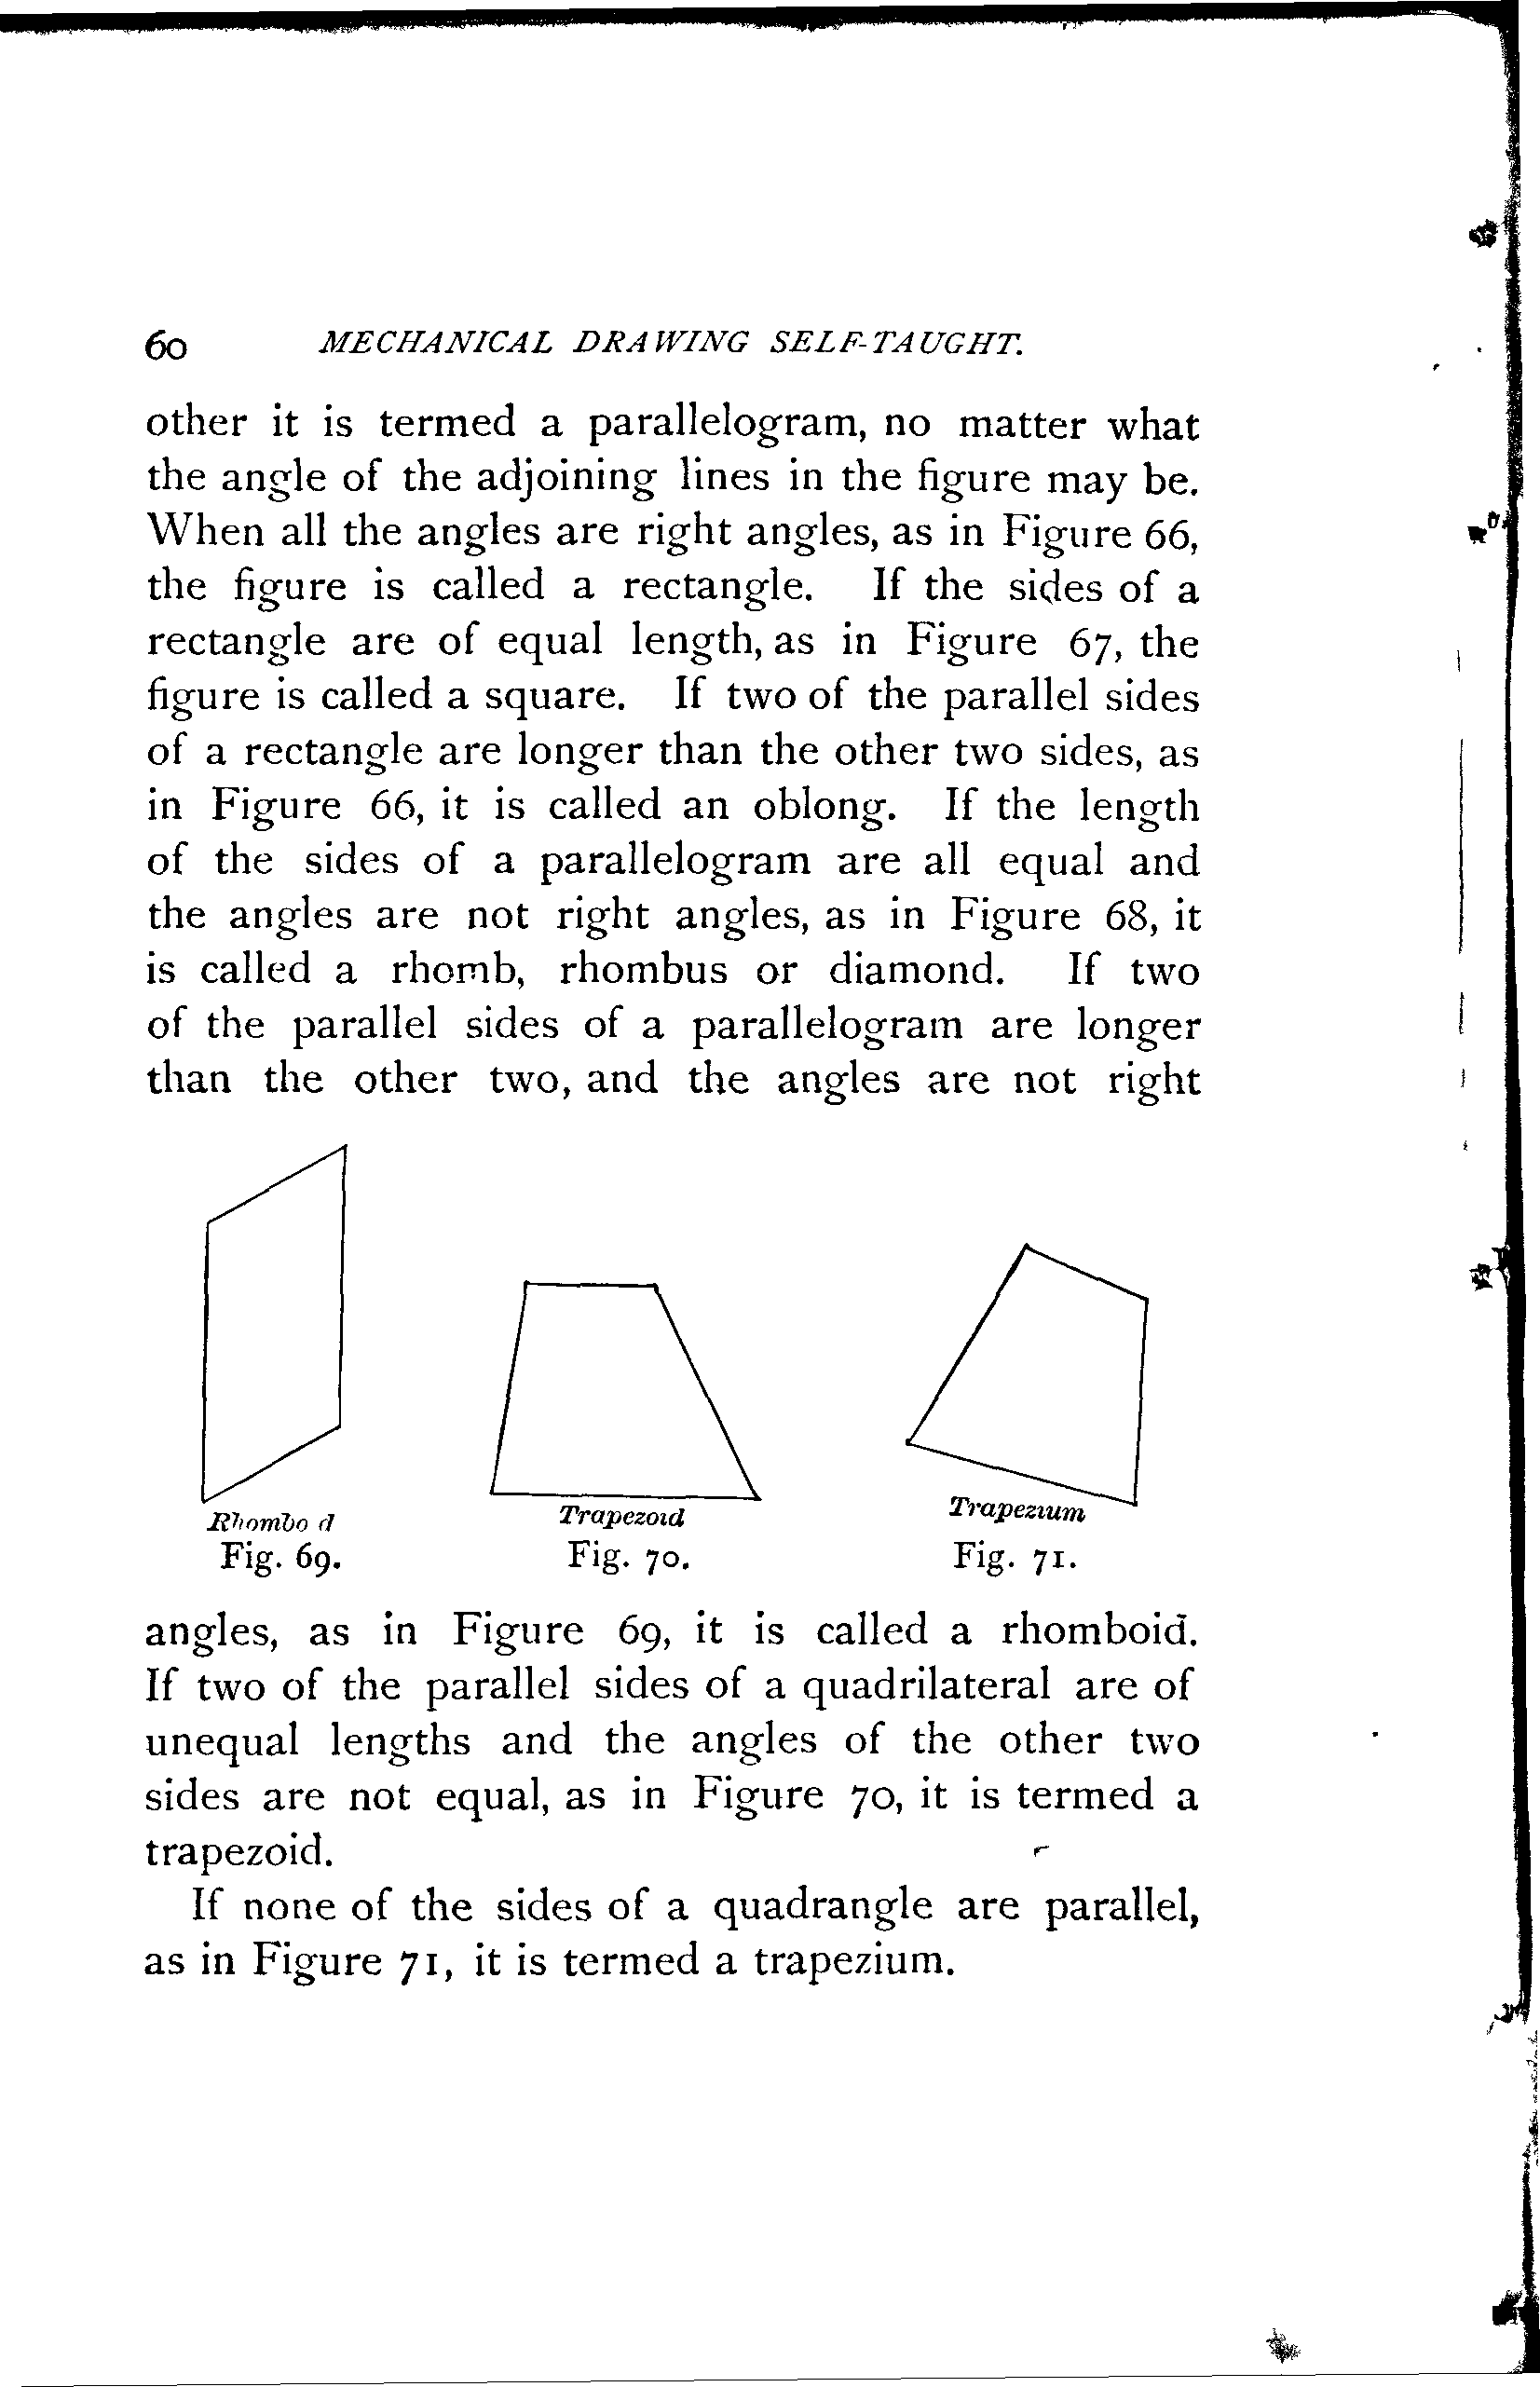 60 MECHANICAL DRAWING SELF-TAUGHT.
other it is termed a parallelogram, no matter what
the angle of the adjoining lines in the figure may be.
When all the angles are right angles, as in Figure 66,
the figure is called a rectangle. If the sides of a
rectangle are of equal length, as in Figure 67, the
figure is called a square. If two of the parallel sides
of a rectangle are longer than the other two sides, as
in Figure 66, it is called an oblong. If the length
of the sides of a parallelogram are all equal and
the angles are not right angles, as in Figure 68, it
is called a rhomb, rhombus or diamond. If two
of the parallel sides of a parallelogram are longer
than the other two, and the angles are not right
Rhombo d
Fig. 69.
Trapezoid
Fig. 70.
Trapezium
Fig. 71.
angles, as in Figure 69, it is called a rhomboid.
If two of the parallel sides of a quadrilateral are of
unequal lengths and the angles of the other two
sides are not equal, as in Figure 70, it is termed a
trapezoid.
If none of the sides of a quadrangle are parallel,
as in Figure 71, it is termed a trapezium.